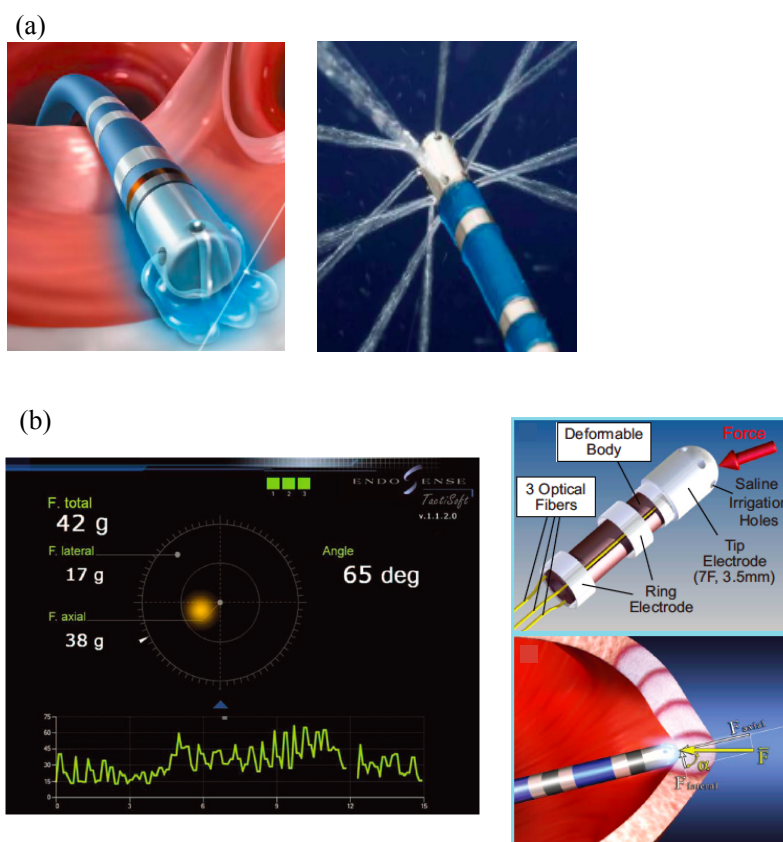 (a)
(b)
ENDOSENSE
TactiSoft
v.1.1.2.0
1 2 3
F. total
42 g
F. lateral
17 g
F. axial
38 g
Angle
65 deg
75
60
45
30
15
0
0 3 6 9 12 15
Deformable
Body
Force
3 Optical
Fibers
Saline
Irrigation
Holes
Tip
Electrode
(7F, 3.5mm)
Ring
Electrode
F axial
F
α
F lateral